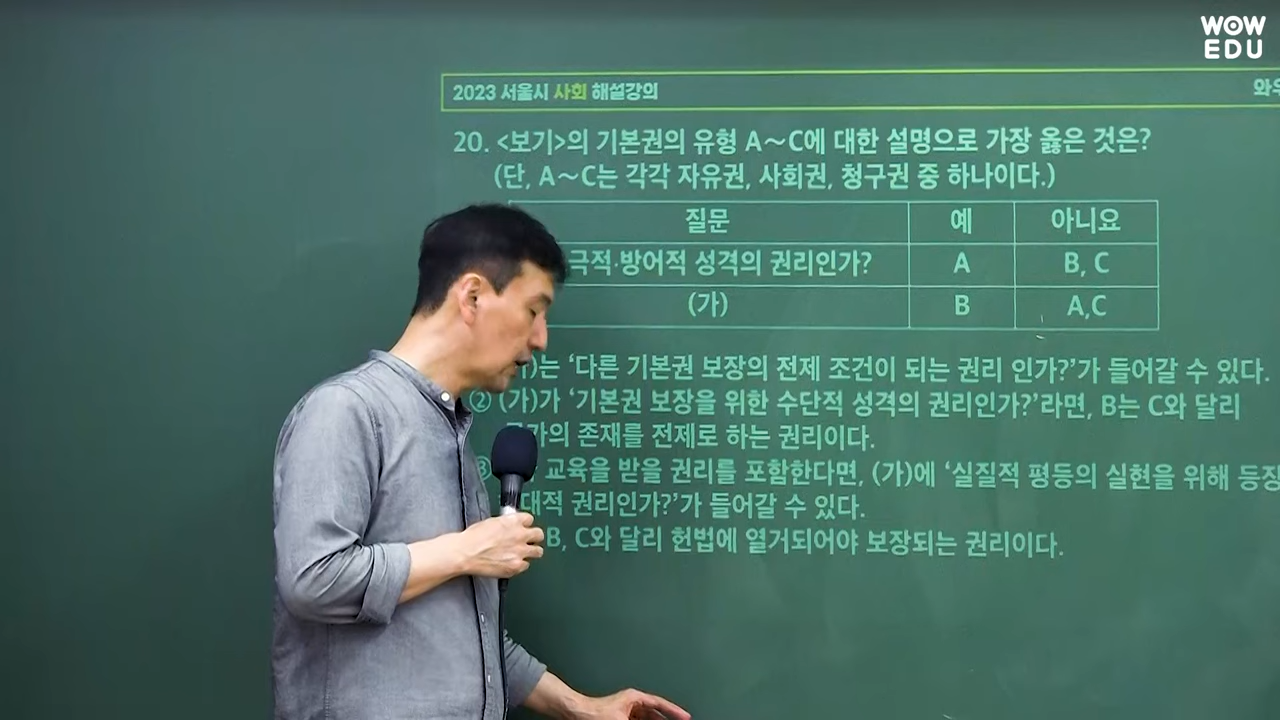 WOW
EDU
2023 서울시 사회 해설강의
20. <보기>의 기본권의 유형 A~C에 대한 설명으로 가장 옳은 것은?
(단, A~C는 각각 자유권, 사회권, 청구권 중 하나이다.)
질문 예 아니요
극적·방어적 성격의 권리인가? A B, C
(가) B A,C
)는 ‘다른 기본권 보장의 전제 조건이 되는 권리 인가?’가 들어갈 수 있다.
② (가)가 ‘기본권 보장을 위한 수단적 성격의 권리인가?’라면, B는 C와 달리
의 존재를 전제로 하는 권리이다.
③ 교육을 받을 권리를 포함한다면, (가)에 ‘실질적 평등의 실현을 위해 등장
대적 권리인가?’가 들어갈 수 있다.
B, C와 달리 헌법에 열거되어야 보장되는 권리이다.